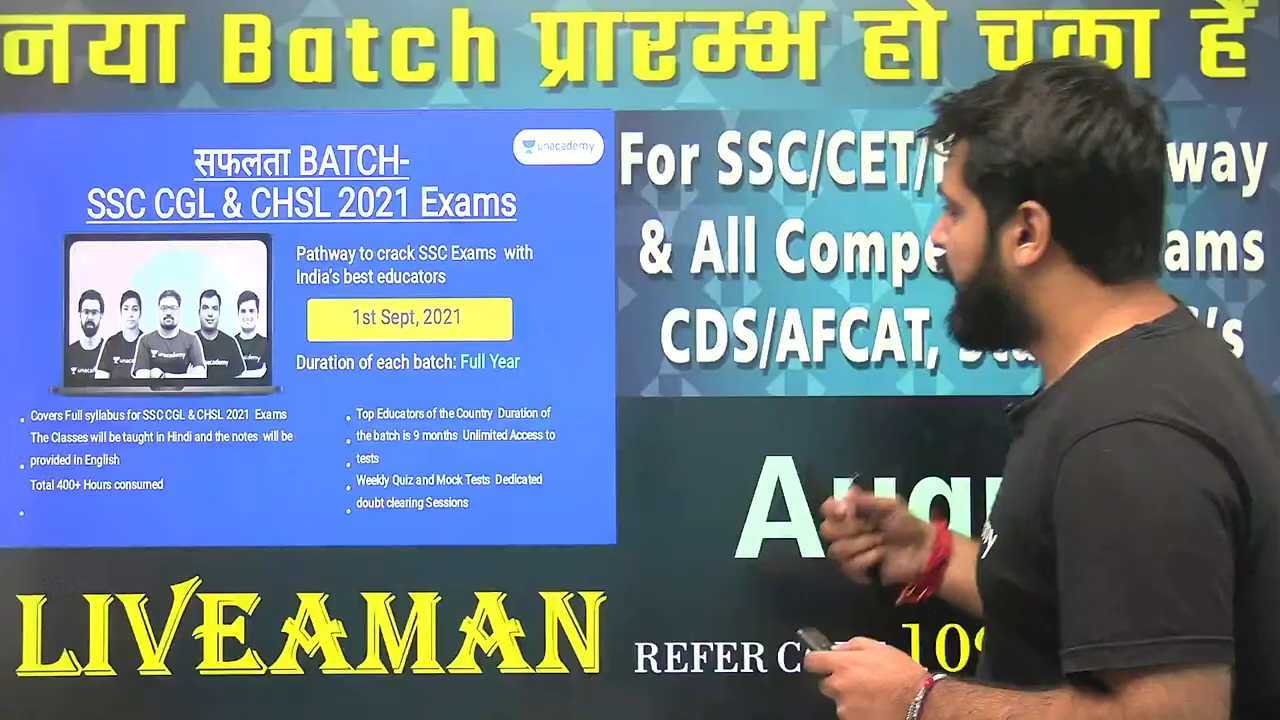 नया Batch प्रारम्भ हो चुका हैं
unacademy
सफलता BATCH-
SSC CGL & CHSL 2021 Exams
Pathway to crack SSC Exams with
India's best educators
1st Sept, 2021
Duration of each batch: Full Year
Covers Full syllabus for SSC CGL & CHSL 2021 Exams
The Classes will be taught in Hindi and the notes will be
provided in English
Total 400+ Hours consumed
Top Educators of the Country Duration of
the batch is 9 months Unlimited Access to
tests
Weekly Quiz and Mock Tests Dedicated
doubt clearing Sessions
For SSC/CET/
& All
CDS/AFCAT,
LIVEAMAN
REFER